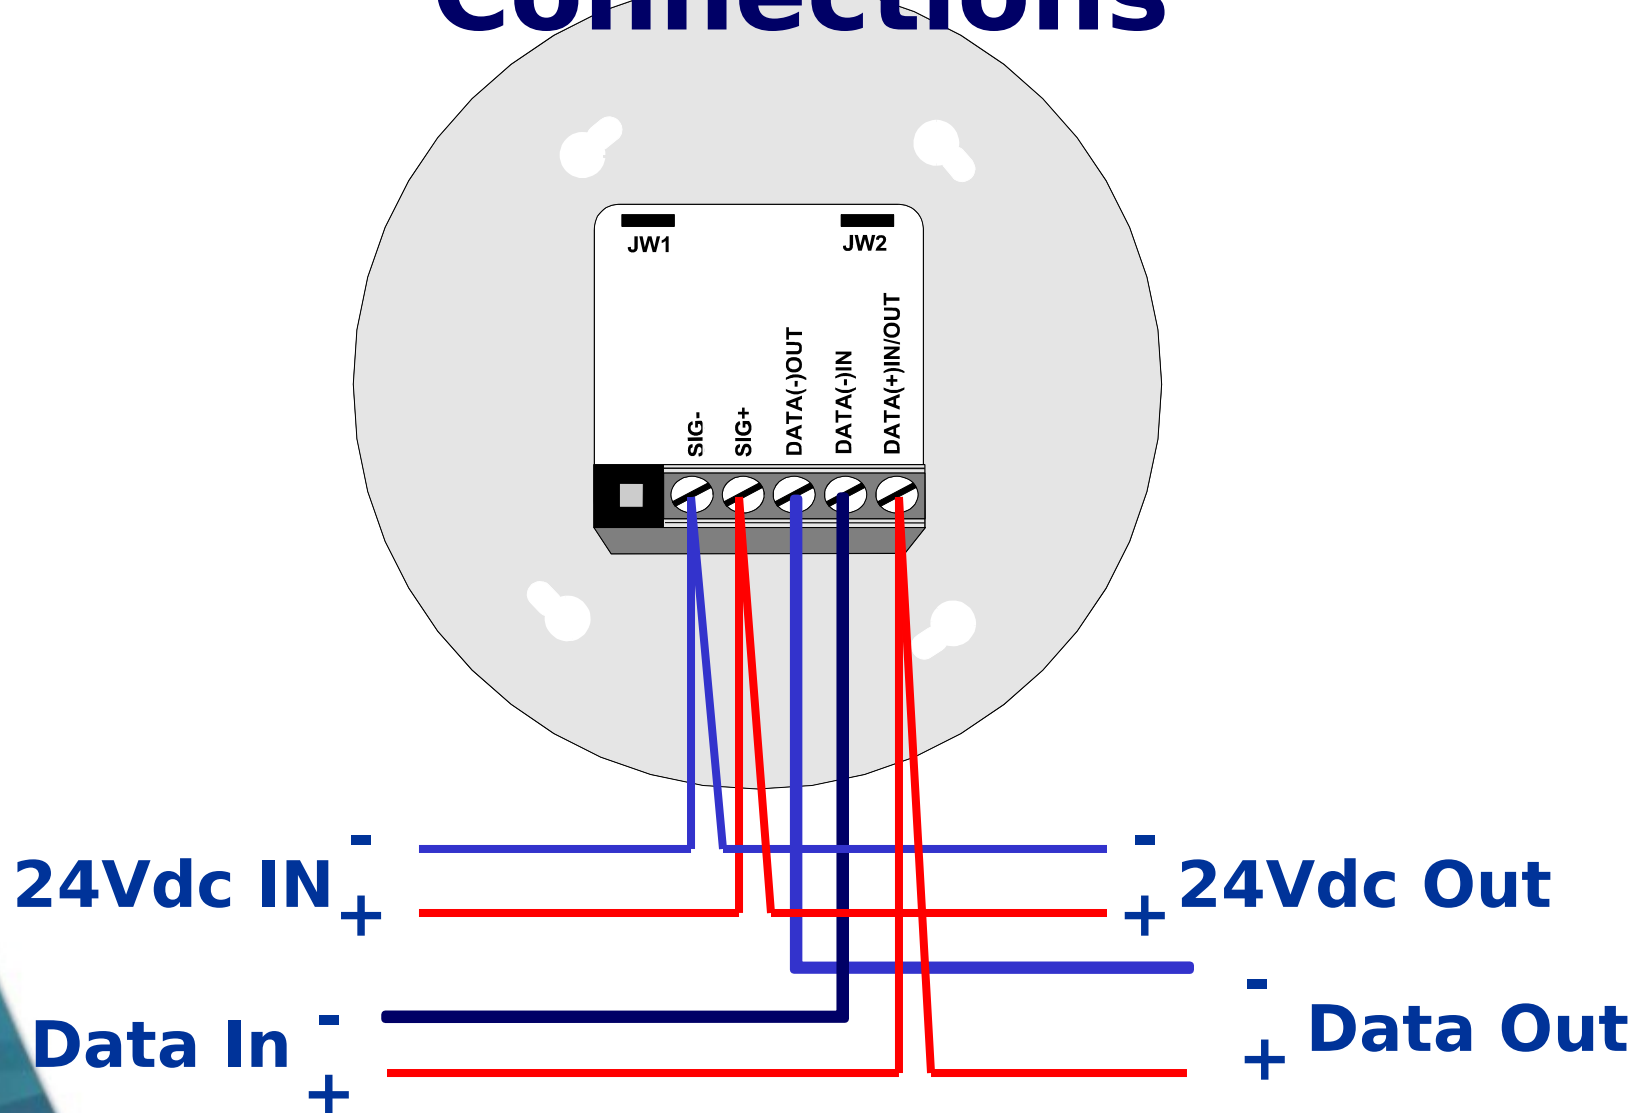 Connections
JW1
JW2
SIG-
SIG+
DATA(-)OUT
DATA(-)IN
DATA(+)IN/OUT
-
24Vdc IN
+
-
24Vdc Out
+
-
Data In
+
-
Data Out
+